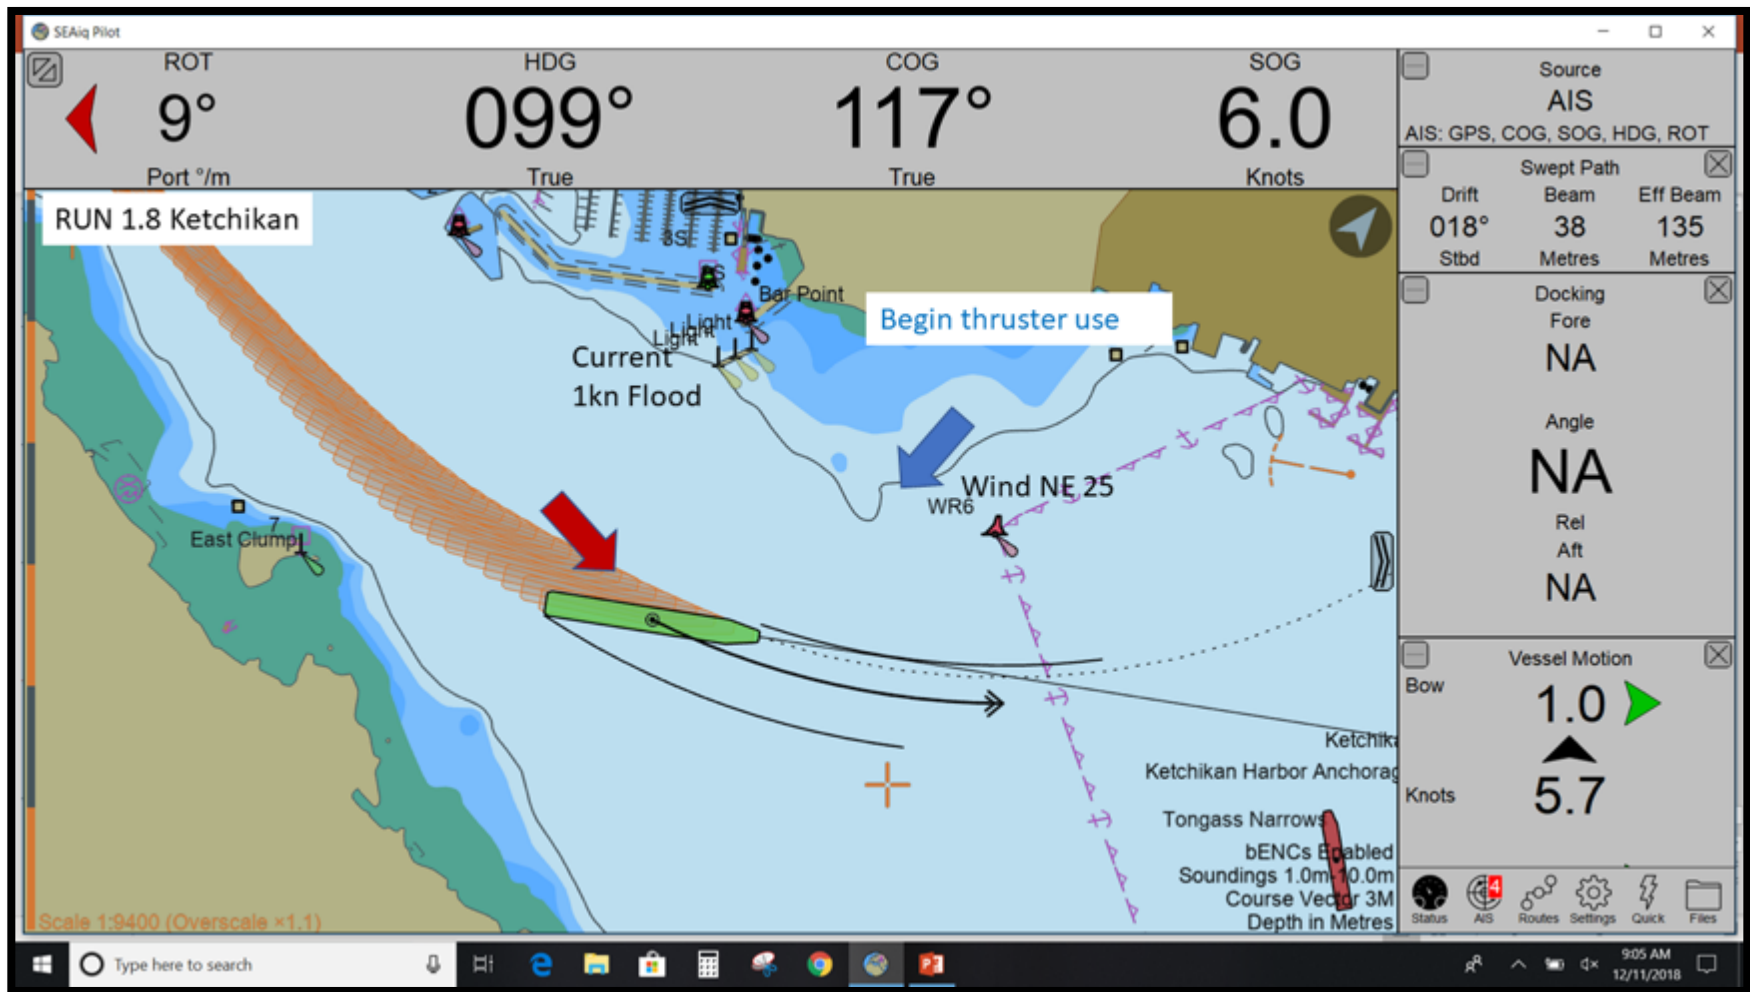 SEAiq Pilot
ROT
HDG
COG
SOG
9°
099°
117°
6.0
Port °/m
True
True
Knots
Source
AIS
AIS: GPS, COG, SOG, HDG, ROT
Swept Path
Drift Beam Eff Beam
018° 38 135
Stbd Metres Metres
Docking
Fore
NA
Angle
NA
Rel
Aft
NA
Vessel Motion
Bow
1.0
Knots
5.7
Status AIS 4 Routes Settings Quick Files
RUN 1.8 Ketchikan
Bar Point
Light
Light
Light
Begin thruster use
Current
1kn Flood
Wind NE 25
WR6
7
East Clump
Ketchik
Ketchikan Harbor Anchorag
Tongass Narrows
bENCs Enabled
Soundings 1.0m-10.0m
Course Vector 3M
Depth in Metres
Scale 1:9400 (Overscale ×1.1)
Type here to search
9:05 AM
12/11/2018